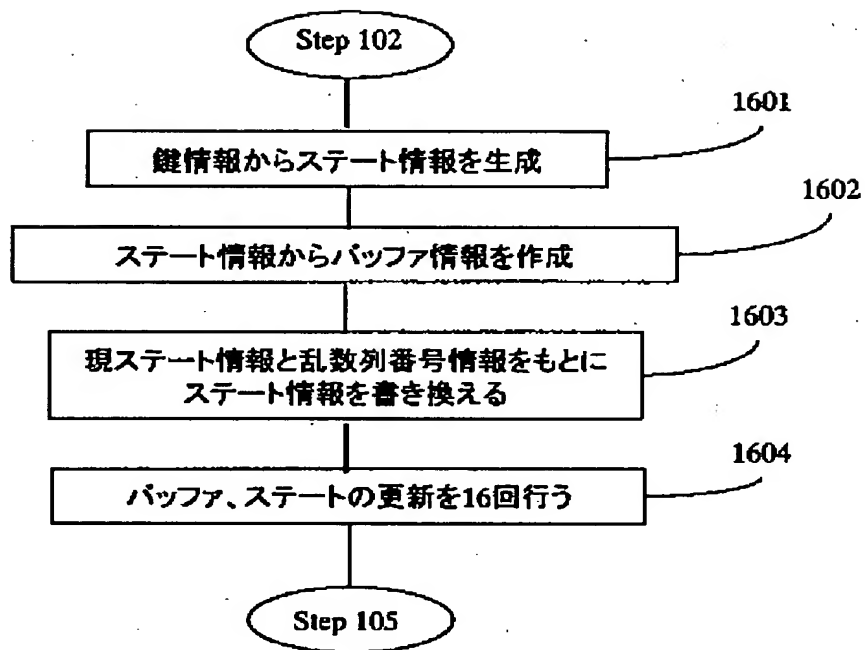 Step 102
1601
鍵情報からステート情報を生成
1602
ステート情報からバッファ情報を作成
1603
現ステート情報と乱数列番号情報をもとに
ステート情報を書き換える
1604
バッファ、ステートの更新を16回行う
Step 105